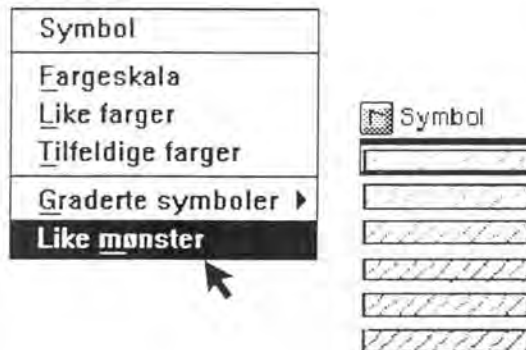 Symbol
Fargeskala
Like farger
Tilfeldige farger
Graderte symboler
Like mønster
Symbol